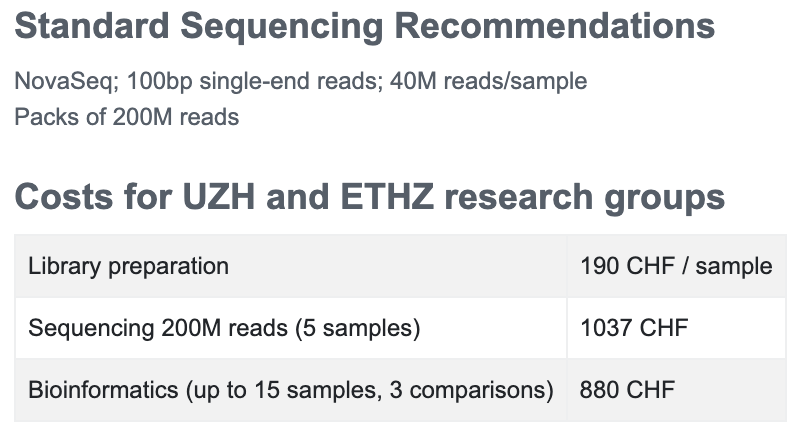 Standard Sequencing Recommendations
NovaSeq; 100bp single-end reads; 40M reads/sample
Packs of 200M reads
Costs for UZH and ETHZ research groups
Library preparation 190 CHF / sample
Sequencing 200M reads (5 samples) 1037 CHF
Bioinformatics (up to 15 samples, 3 comparisons) 880 CHF